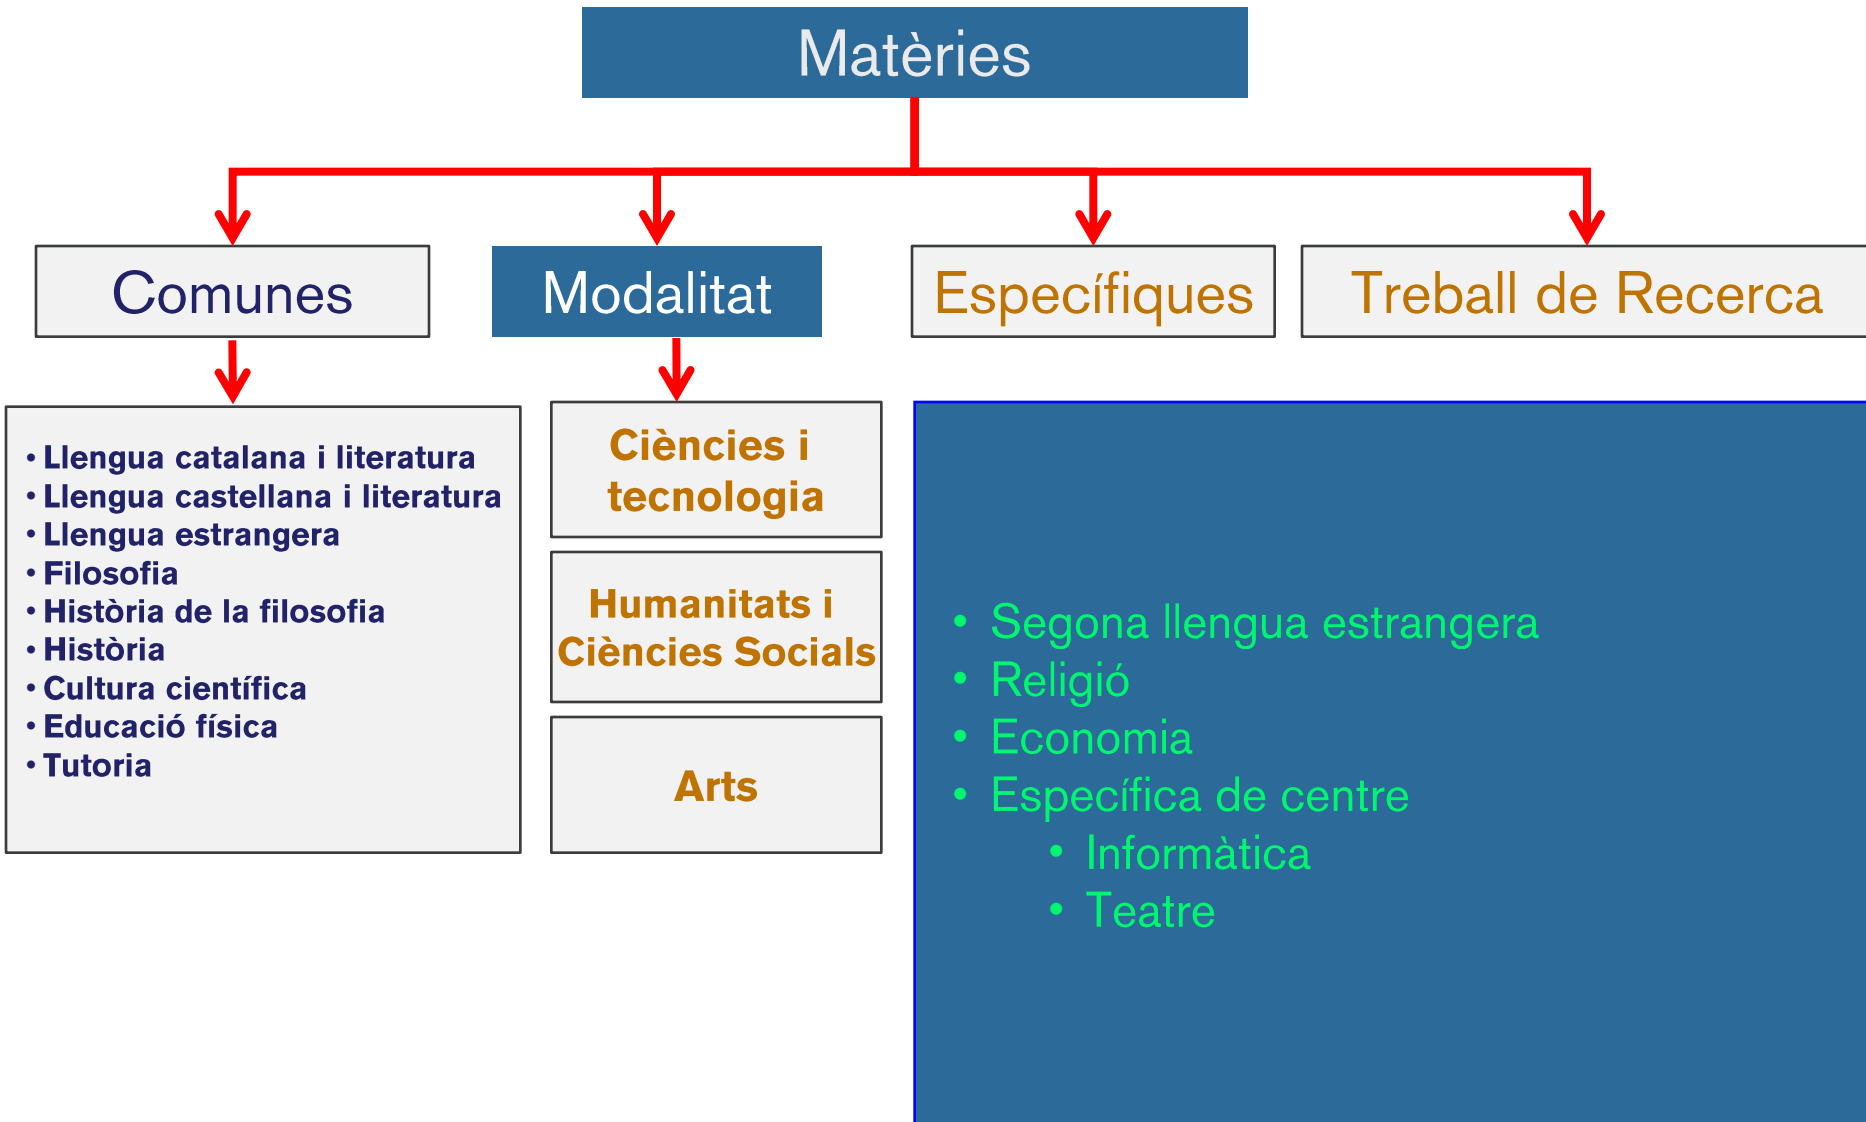 Matèries
Comunes
Modalitat
Específiques
Treball de Recerca
• Llengua catalana i literatura
• Llengua castellana i literatura
• Llengua estrangera
• Filosofia
• Història de la filosofia
• Història
• Cultura científica
• Educació física
• Tutoria
Ciències i
tecnologia
Humanitats i
Ciències Socials
Arts
• Segona llengua estrangera
• Religió
• Economia
• Específica de centre
• Informàtica
• Teatre